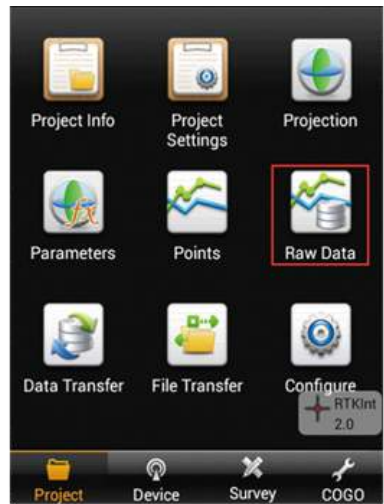 Project Info
Project
Settings
Projection
Parameters
Points
Raw Data
Data Transfer
File Transfer
Configure
RTKInt
2.0
Project
Device
Survey
COGO